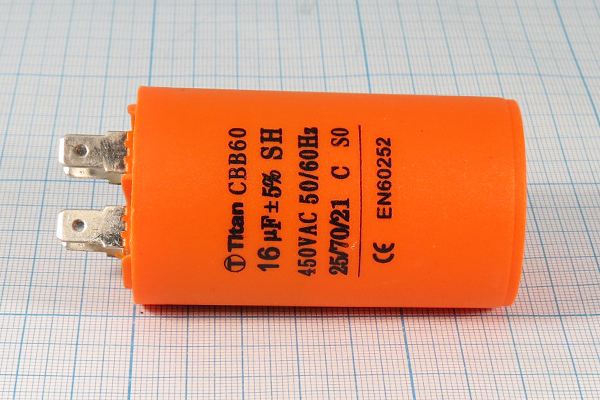 Titan CBB60
16 µF ± 5% SH
450VAC 50/60Hz
25/70/21 C S0
CE EN60252